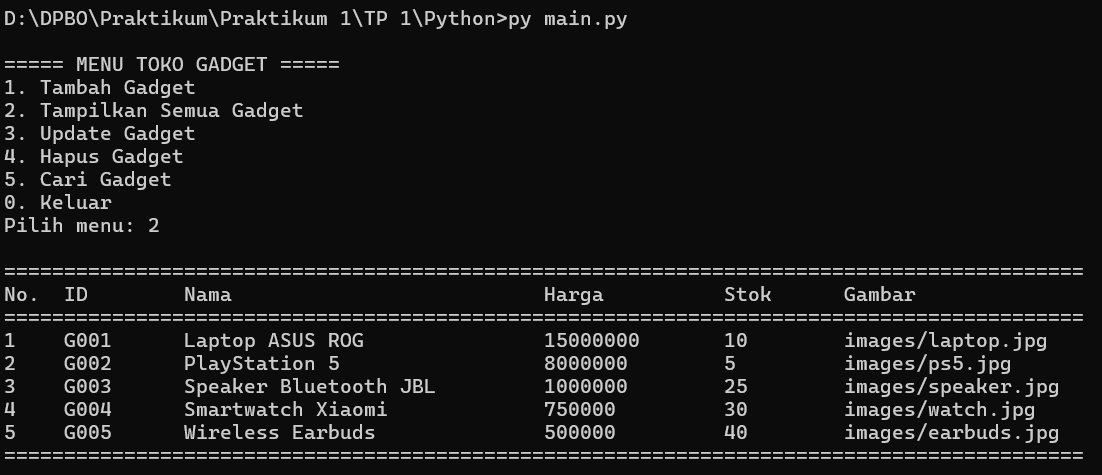 D:\DPBO\Praktikum\Praktikum 1\TP 1\Python>py main.py
===== MENU TOKO GADGET =====
1. Tambah Gadget
2. Tampilkan Semua Gadget
3. Update Gadget
4. Hapus Gadget
5. Cari Gadget
0. Keluar
Pilih menu: 2
==========================================================================================
No.  ID        Nama                          Harga          Stok      Gambar
==========================================================================================
1    G001      Laptop ASUS ROG               15000000       10        images/laptop.jpg
2    G002      PlayStation 5                 8000000        5         images/ps5.jpg
3    G003      Speaker Bluetooth JBL         1000000        25        images/speaker.jpg
4    G004      Smartwatch Xiaomi             750000         30        images/watch.jpg
5    G005      Wireless Earbuds              500000         40        images/earbuds.jpg
==========================================================================================